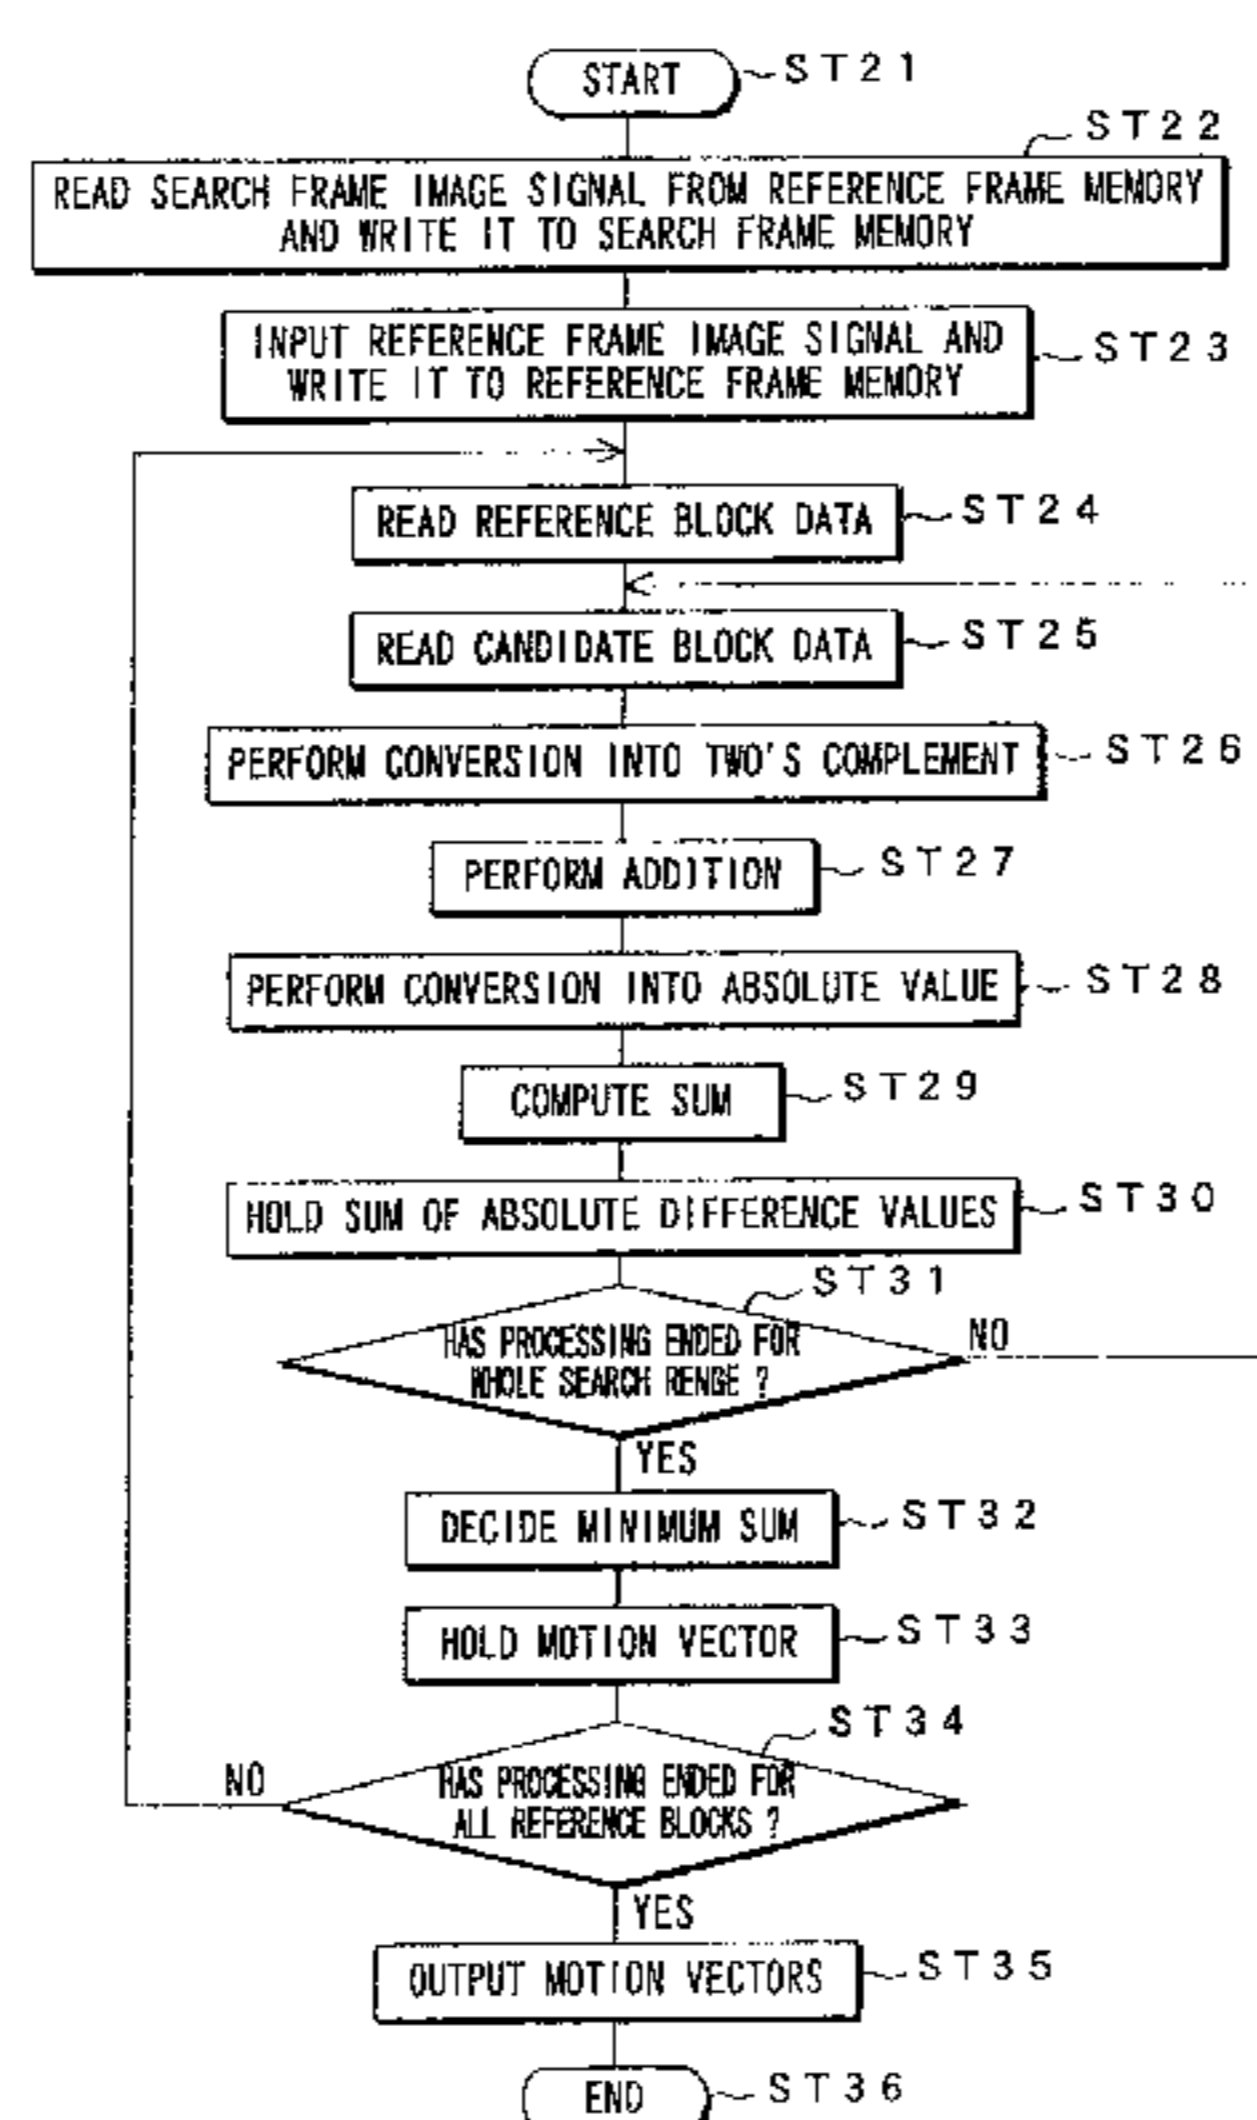 START
ST21
ST22
READ SEARCH FRAME IMAGE SIGNAL FROM REFERENCE FRAME MEMORY
AND WRITE IT TO SEARCH FRAME MEMORY
INPUT REFERENCE FRAME IMAGE SIGNAL AND
WRITE IT TO REFERENCE FRAME MEMORY
ST23
READ REFERENCE BLOCK DATA
ST24
READ CANDIDATE BLOCK DATA
ST25
PERFORM CONVERSION INTO TWO'S COMPLEMENT
ST26
PERFORM ADDITION
ST27
PERFORM CONVERSION INTO ABSOLUTE VALUE
ST28
COMPUTE SUM
ST29
HOLD SUM OF ABSOLUTE DIFFERENCE VALUES
ST30
ST31
HAS PROCESSING ENDED FOR
WHOLE SEARCH RENGE ?
NO
YES
DECIDE MINIMUM SUM
ST32
HOLD MOTION VECTOR
ST33
ST34
HAS PROCESSING ENDED FOR
ALL REFERENCE BLOCKS ?
NO
YES
OUTPUT MOTION VECTORS
ST35
END
ST36